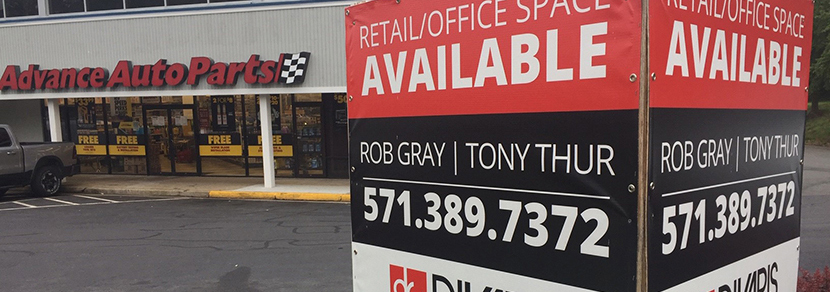 Advance Auto Parts
FREE
FREE
FREE
FREE
RETAIL/OFFICE SPACE
AVAILABLE
ROB GRAY | TONY THUR
571.389.7372
RETAIL/OFFICE SPACE
AVAILABLE
ROB GRAY | TONY THUR
571.389.7372
DIVARIS